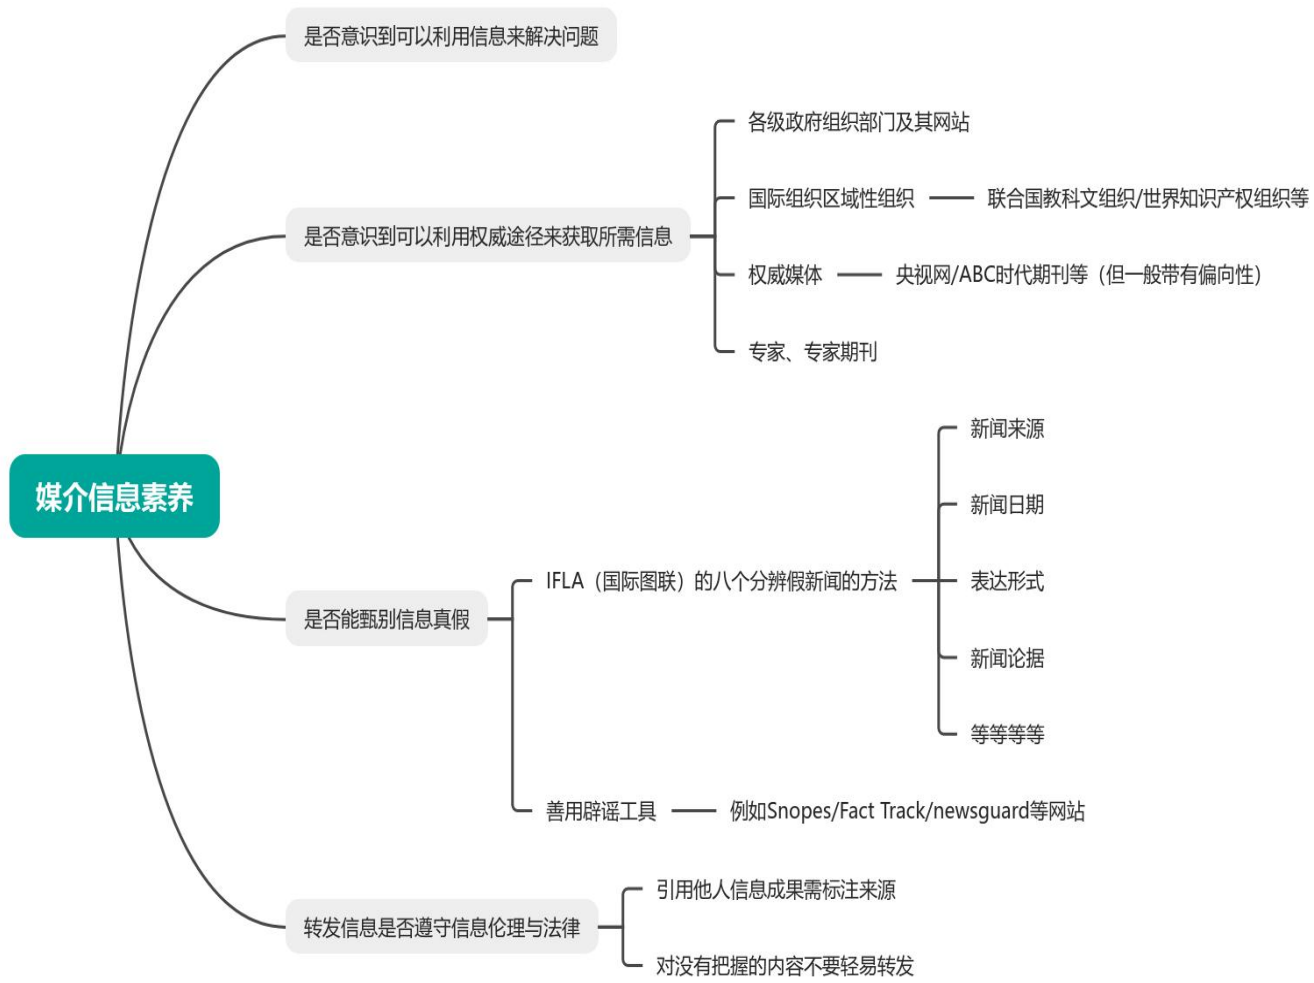 是否意识到可以利用信息来解决问题
各级政府组织部门及其网站
国际组织区域性组织
联合国教科文组织/世界知识产权组织等
是否意识到可以利用权威途径来获取所需信息
权威媒体
央视网/ABC时代期刊等（但一般带有偏向性）
专家、专家期刊
新闻来源
媒介信息素养
新闻日期
IFLA（国际图联）的八个分辨假新闻的方法
表达形式
是否能甄别信息真假
新闻论据
等等等等
善用辟谣工具
例如Snopes/Fact Track/newsguard等网站
引用他人信息成果需标注来源
转发信息是否遵守信息伦理与法律
对没有把握的内容不要轻易转发